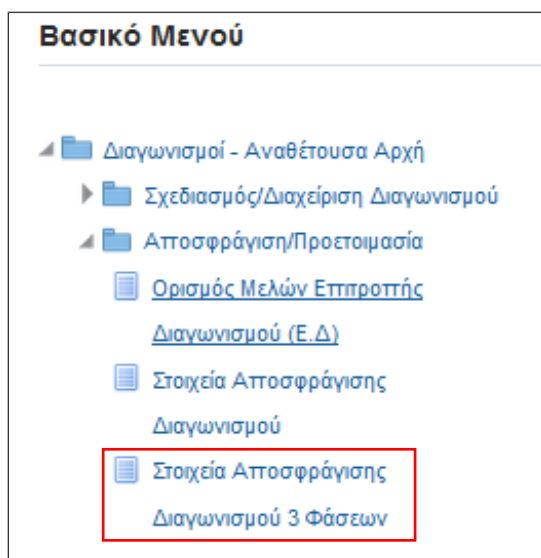 Βασικό Μενού
Διαγωνισμοί - Αναθέτουσα Αρχή
Σχεδιασμός/Διαχείριση Διαγωνισμού
Αποσφράγιση/Προετοιμασία
Ορισμός Μελών Επιτροπής
Διαγωνισμού (Ε.Δ)
Στοιχεία Αποσφράγισης
Διαγωνισμού
Στοιχεία Αποσφράγισης
Διαγωνισμού 3 Φάσεων